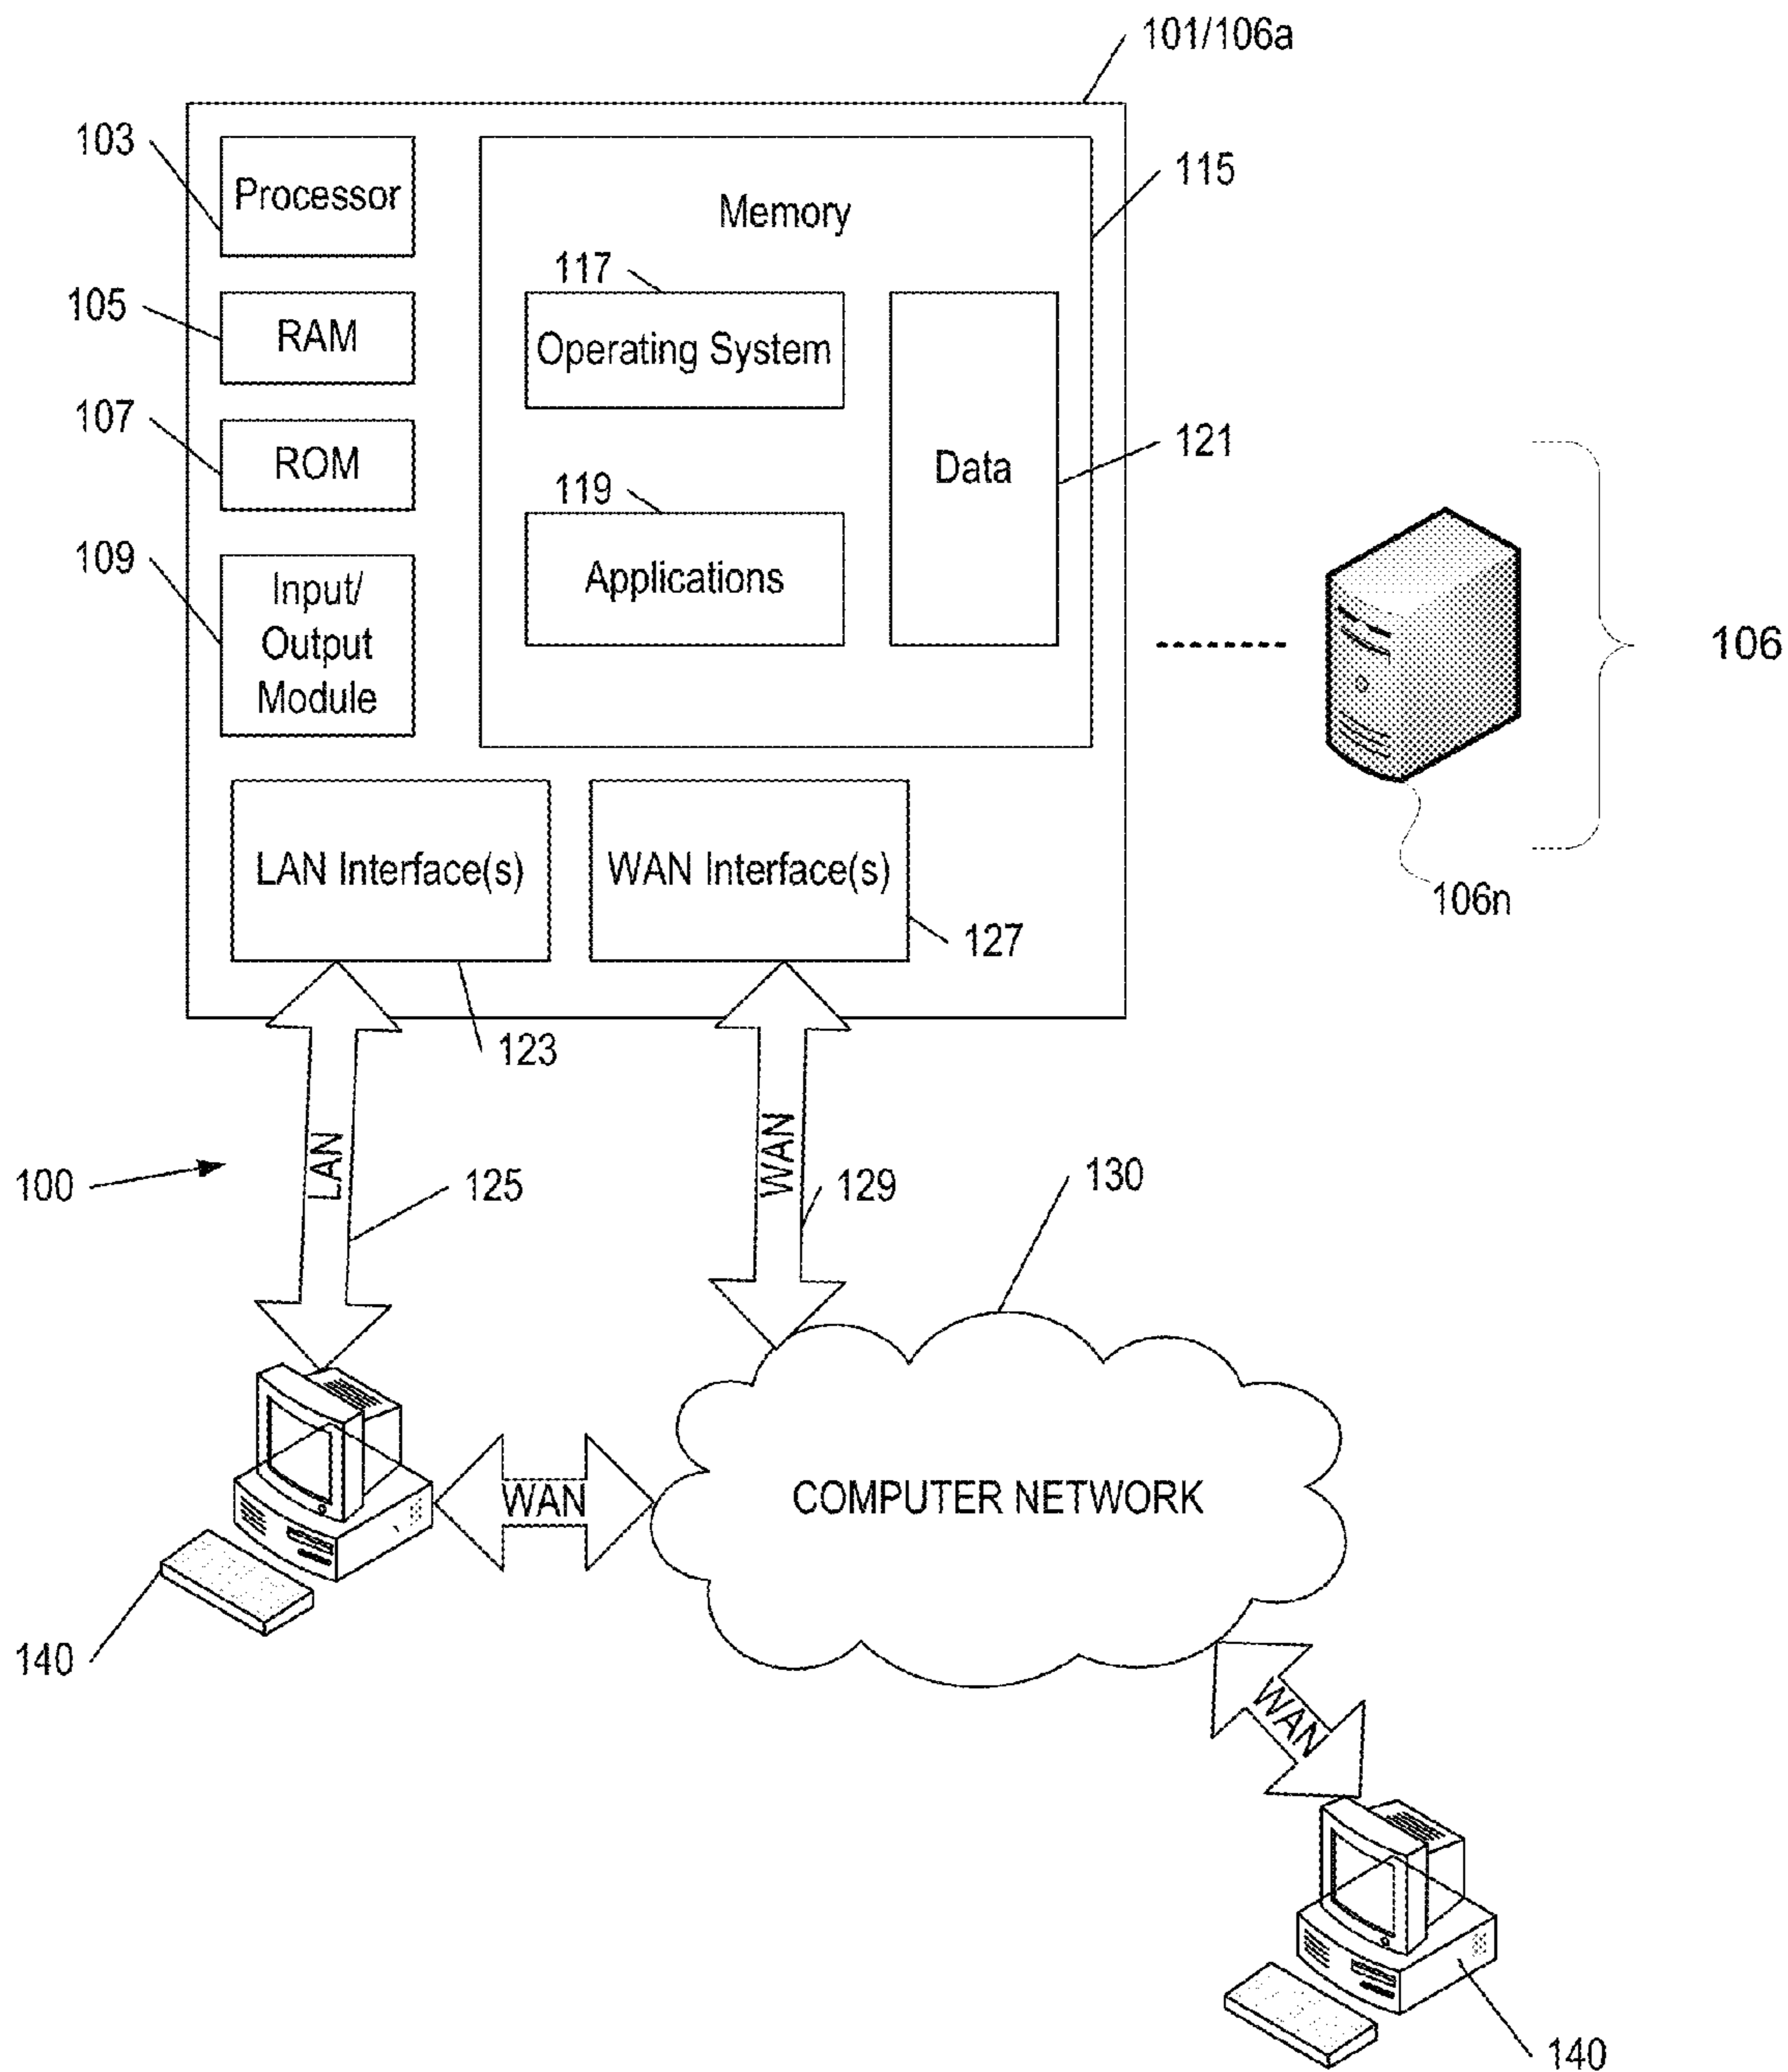 101/106a
103
Processor
Memory
115
117
105
RAM
Operating System
107
ROM
Data
121
119
109
Input/
Output
Module
Applications
106
LAN Interface(s)
WAN Interface(s)
106n
127
123
LAN
WAN
100
125
129
130
WAN
COMPUTER NETWORK
140
WAN
140